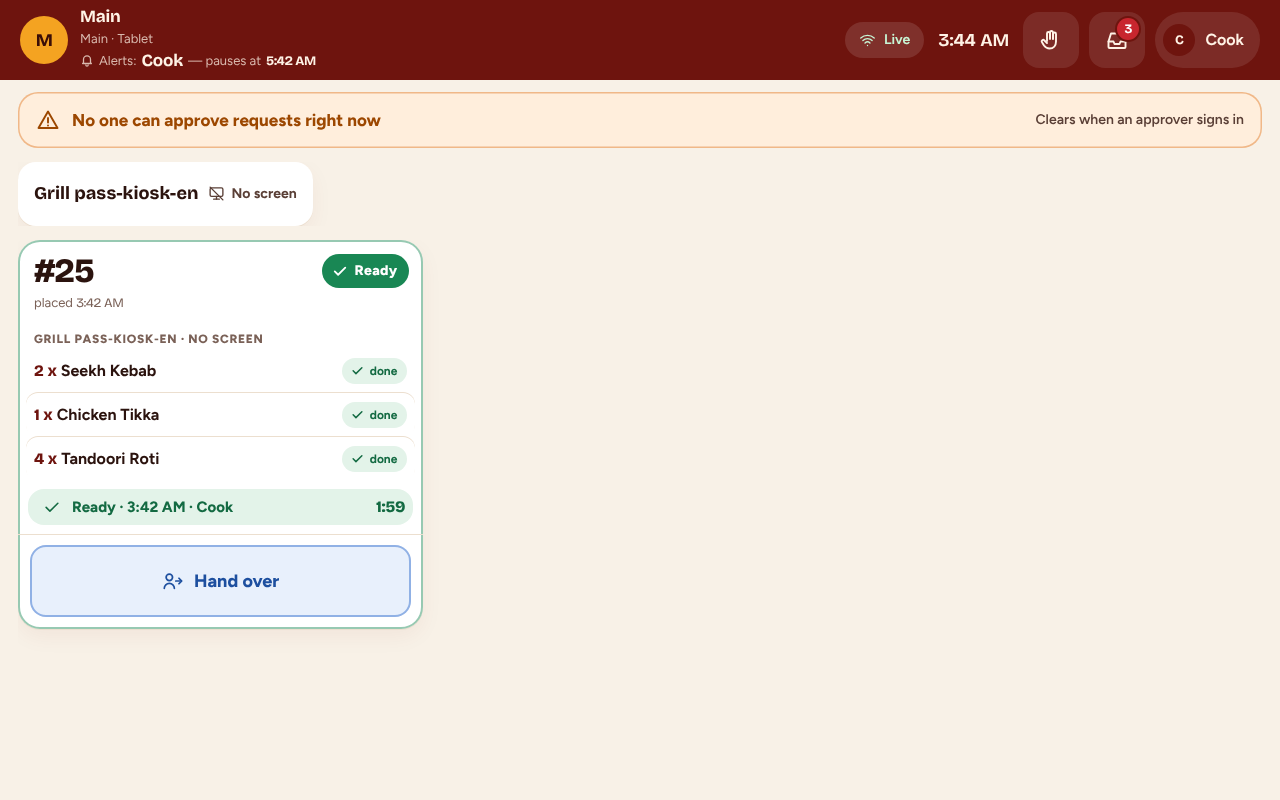 M
Main
Main · Tablet
Alerts: Cook — pauses at 5:42 AM
Live
3:44 AM
3
C
Cook
No one can approve requests right now
Clears when an approver signs in
Grill pass-kiosk-en No screen
#25
Ready
placed 3:42 AM
GRILL PASS-KIOSK-EN · NO SCREEN
2 x Seekh Kebab done
1 x Chicken Tikka done
4 x Tandoori Roti done
Ready · 3:42 AM · Cook 1:59
Hand over